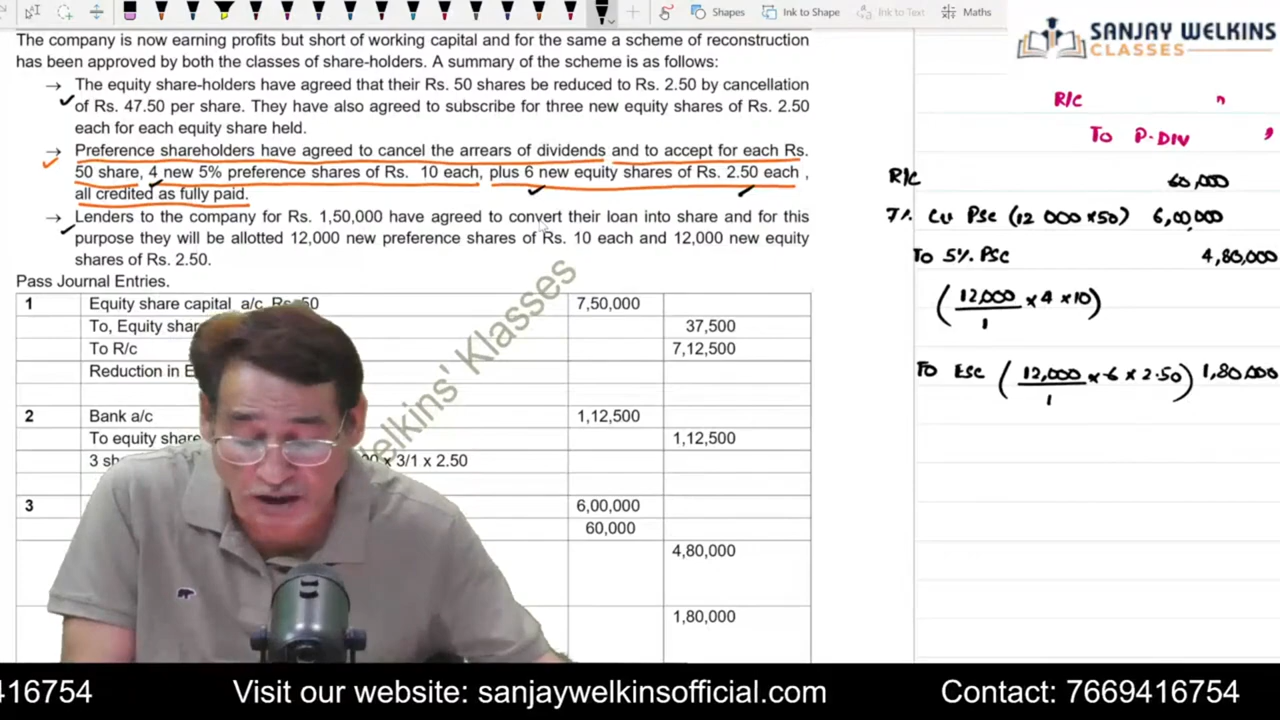 Shapes
Ink to Shape
Ink to Text
Maths
SANJAY WELKINS
CLASSES
The company is now earning profits but short of working capital and for the same a scheme of reconstruction
has been approved by both the classes of share-holders. A summary of the scheme is as follows:
→ The equity share-holders have agreed that their Rs. 50 shares be reduced to Rs. 2.50 by cancellation
of Rs. 47.50 per share. They have also agreed to subscribe for three new equity shares of Rs. 2.50
each for each equity share held.
→ Preference shareholders have agreed to cancel the arrears of dividends and to accept for each Rs.
50 share, 4 new 5% preference shares of Rs. 10 each, plus 6 new equity shares of Rs. 2.50 each ,
all credited as fully paid.
→ Lenders to the company for Rs. 1,50,000 have agreed to convert their loan into share and for this
purpose they will be allotted 12,000 new preference shares of Rs. 10 each and 12,000 new equity
shares of Rs. 2.50.
Pass Journal Entries.
1 Equity share capital a/c Rs. 50 7,50,000
To, Equity shar 37,500
To R/c 7,12,500
Reduction in E
2 Bank a/c 1,12,500
To equity share 1,12,500
3 sh x 3/1 x 2.50
3 6,00,000
60,000
4,80,000
1,80,000
elkins' Klasses
R/C "
To P.DIV "
R/C 60,000
7% Cu PSC (12 000×50) 6,00,000
To 5% PSC 4,80,000
(12,000/1 × 4 × 10)
To ESC (12,000/1 × 6 × 2.50) 1,80,000
416754 Visit our website: sanjaywelkinsofficial.com Contact: 7669416754